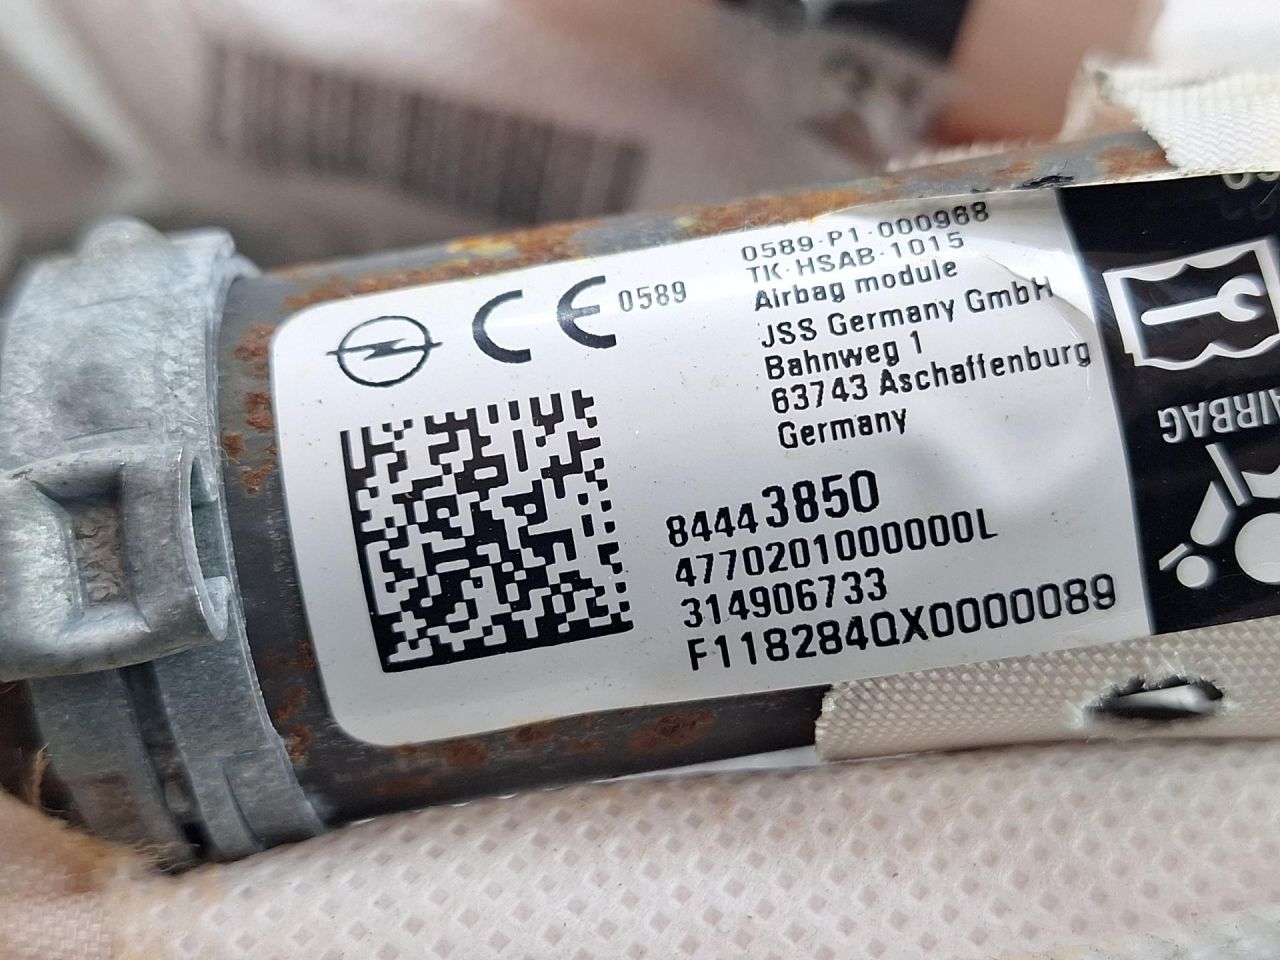 CE 0589
0589-P1-000968
TK-HSAB-1015
Airbag module
JSS Germany GmbH
Bahnweg 1
63743 Aschaffenburg
Germany
84443850
4770201000000L
314906733
F118284QX0000089
AIRBAG